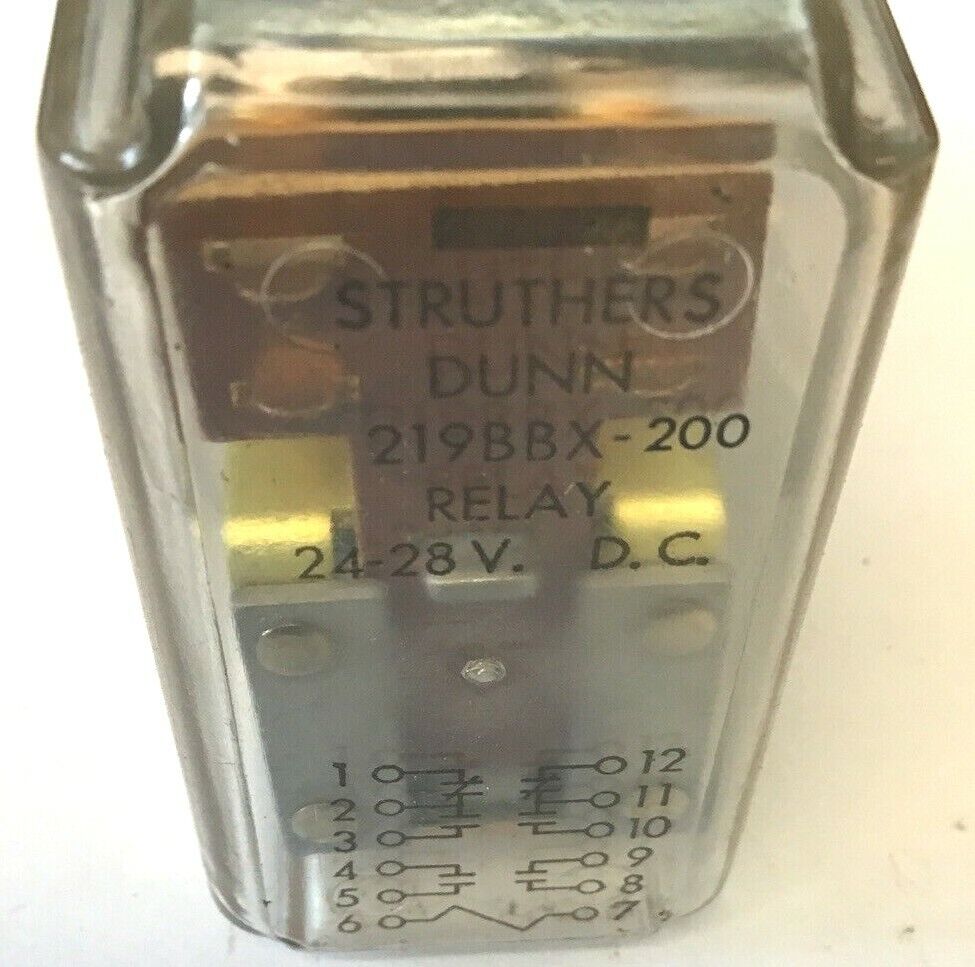 STRUTHERS
DUNN
219BBX-200
RELAY
24-28 V. D.C.
1 12
2 11
3 10
4 9
5 8
6 7